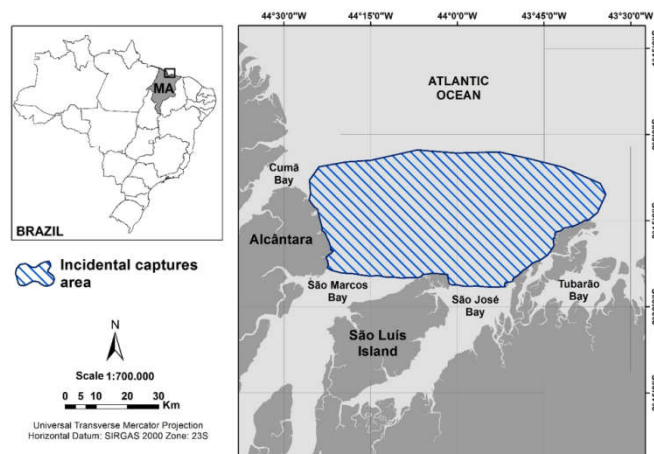 44°30'0"W 44°15'0"W 44°0'0"W 43°45'0"W 43°30'0"W
MA
BRAZIL
ATLANTIC
OCEAN
Cumã
Bay
Alcântara
São Marcos
Bay
São José
Bay
Tubarão
Bay
São Luís
Island
Incidental captures
area
N
Scale 1:700.000
0 5 10 20 30
Km
Universal Transverse Mercator Projection
Horizontal Datum: SIRGAS 2000 Zone: 23S